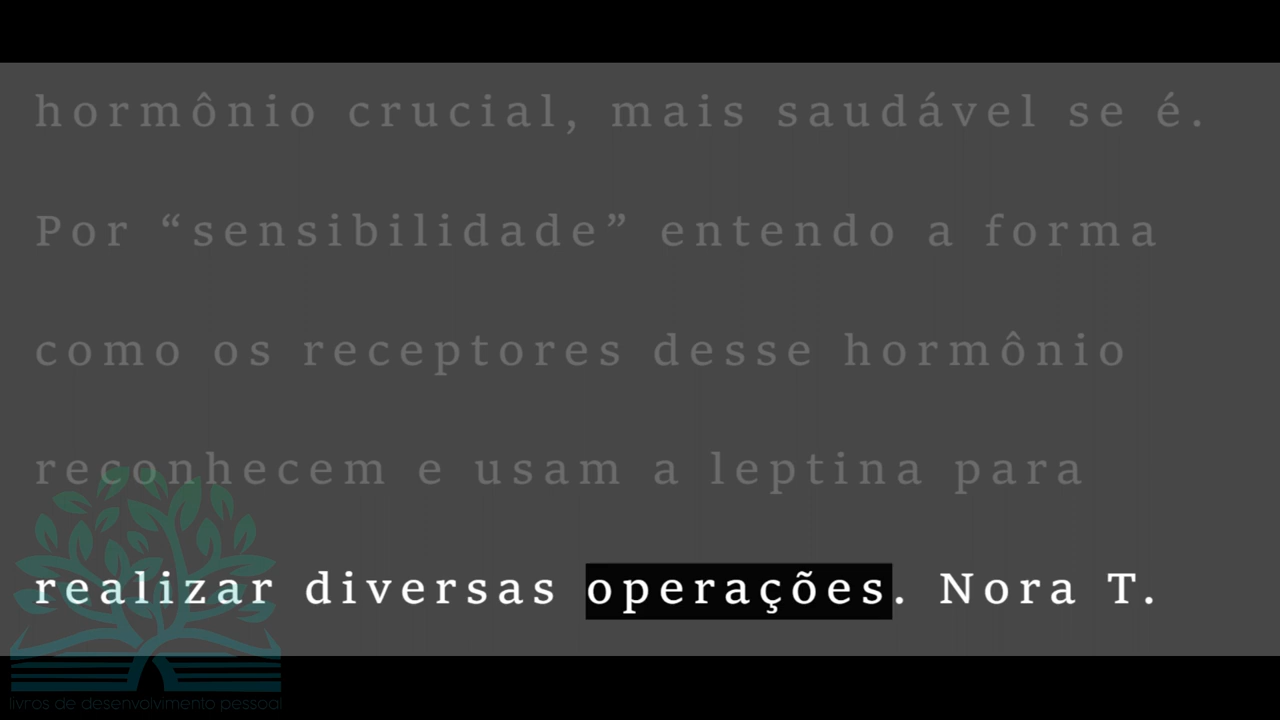 hormônio crucial, mais saudável se é.
Por “sensibilidade” entendo a forma
como os receptores desse hormônio
reconhecem e usam a leptina para
realizar diversas operações. Nora T.
livros de desenvolvimento pessoal